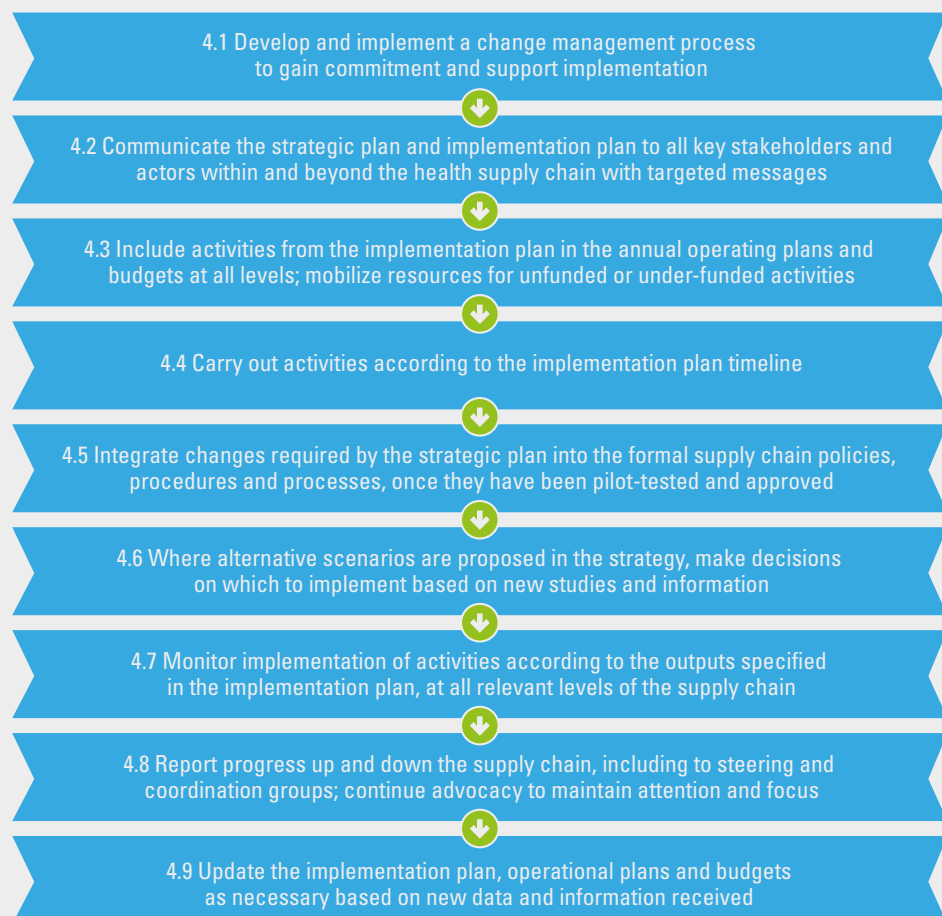 4.1 Develop and implement a change management process
to gain commitment and support implementation
4.2 Communicate the strategic plan and implementation plan to all key stakeholders and
actors within and beyond the health supply chain with targeted messages
4.3 Include activities from the implementation plan in the annual operating plans and
budgets at all levels; mobilize resources for unfunded or under-funded activities
4.4 Carry out activities according to the implementation plan timeline
4.5 Integrate changes required by the strategic plan into the formal supply chain policies,
procedures and processes, once they have been pilot-tested and approved
4.6 Where alternative scenarios are proposed in the strategy, make decisions
on which to implement based on new studies and information
4.7 Monitor implementation of activities according to the outputs specified
in the implementation plan, at all relevant levels of the supply chain
4.8 Report progress up and down the supply chain, including to steering and
coordination groups; continue advocacy to maintain attention and focus
4.9 Update the implementation plan, operational plans and budgets
as necessary based on new data and information received